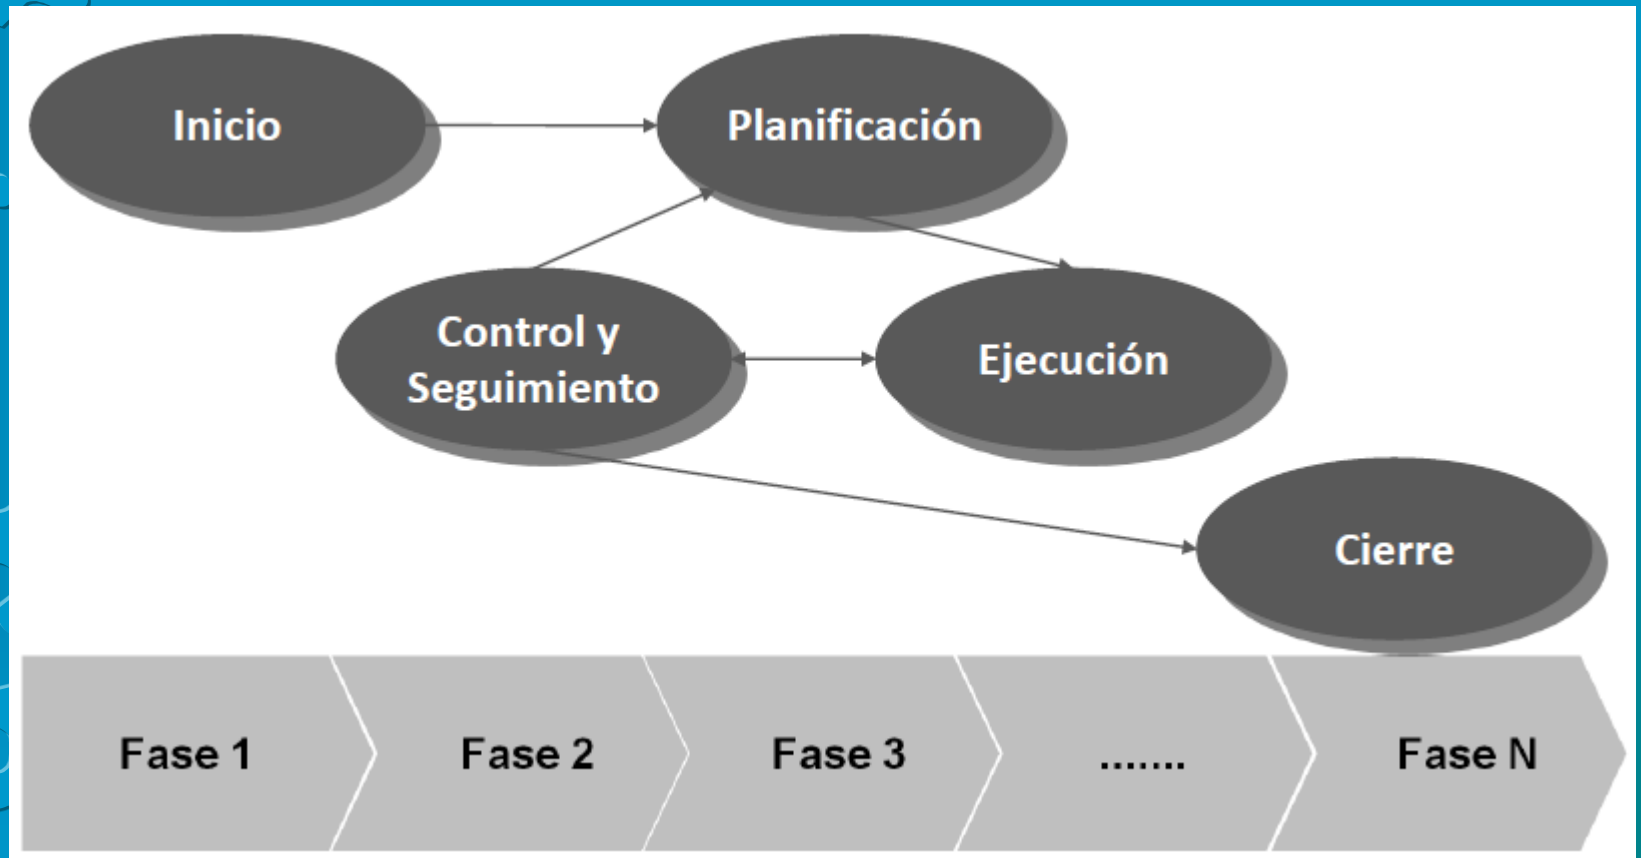 Inicio
Planificación
Control y
Seguimiento
Ejecución
Cierre
Fase 1
Fase 2
Fase 3
.......
Fase N